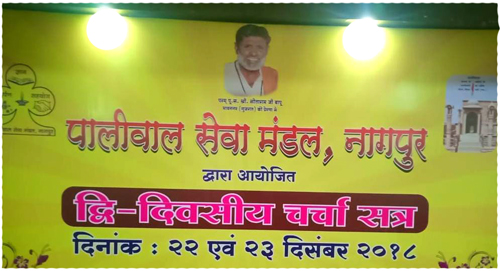 पालीवाल सेवा मंडल, नागपुर
द्वारा आयोजित
द्वि-दिवसीय चर्चा सत्र
दिनांक : २२ एवं २३ दिसंबर २०१८